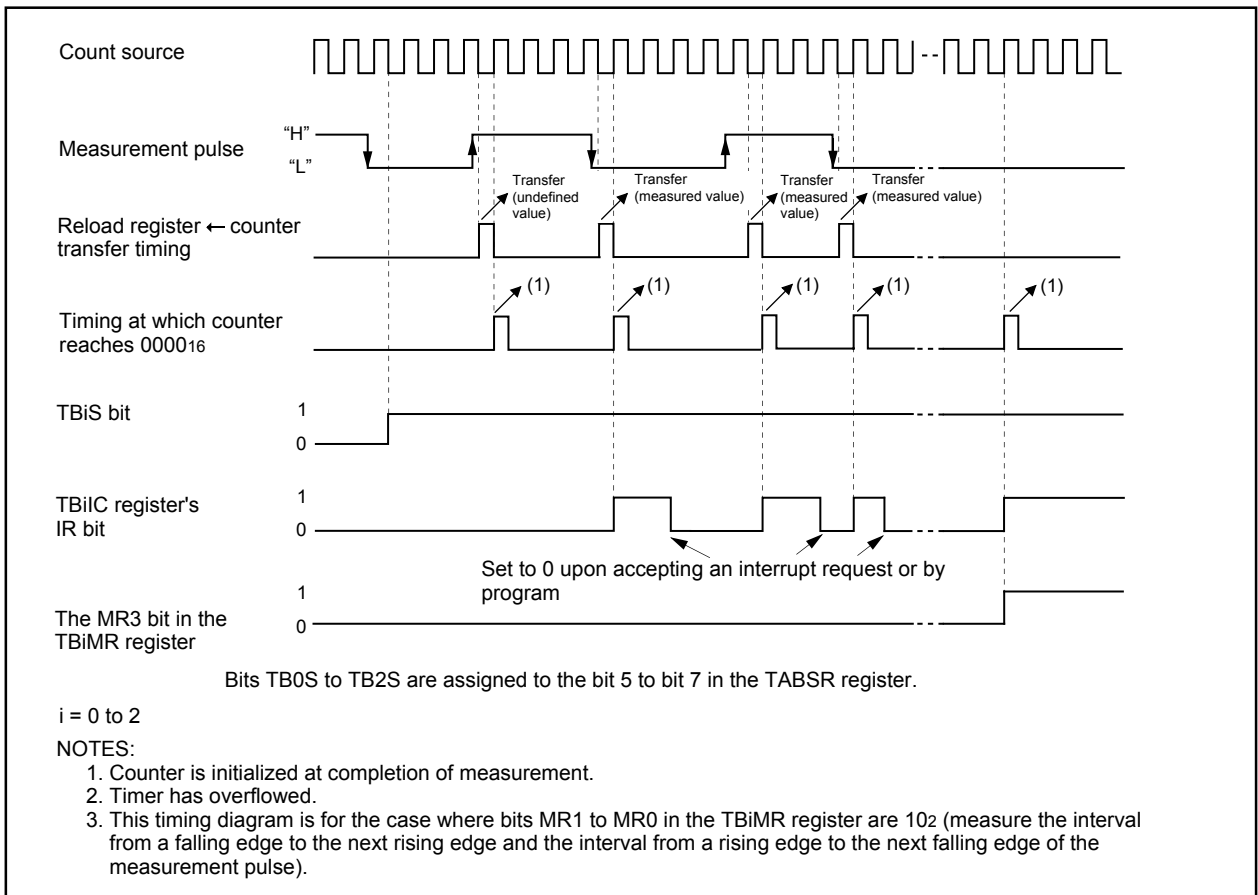 Count source
Measurement pulse
“H”
“L”
Transfer
(undefined
value)
Transfer
(measured value)
Transfer
(measured
value)
Transfer
(measured value)
Reload register ← counter
transfer timing
(1)
(1)
(1)
(1)
(1)
Timing at which counter
reaches 000016
TBiS bit
1
0
TBiIC register's
IR bit
1
0
Set to 0 upon accepting an interrupt request or by
program
The MR3 bit in the
TBiMR register
1
0
Bits TB0S to TB2S are assigned to the bit 5 to bit 7 in the TABSR register.
i = 0 to 2
NOTES:
1. Counter is initialized at completion of measurement.
2. Timer has overflowed.
3. This timing diagram is for the case where bits MR1 to MR0 in the TBiMR register are 102 (measure the interval
from a falling edge to the next rising edge and the interval from a rising edge to the next falling edge of the
measurement pulse).